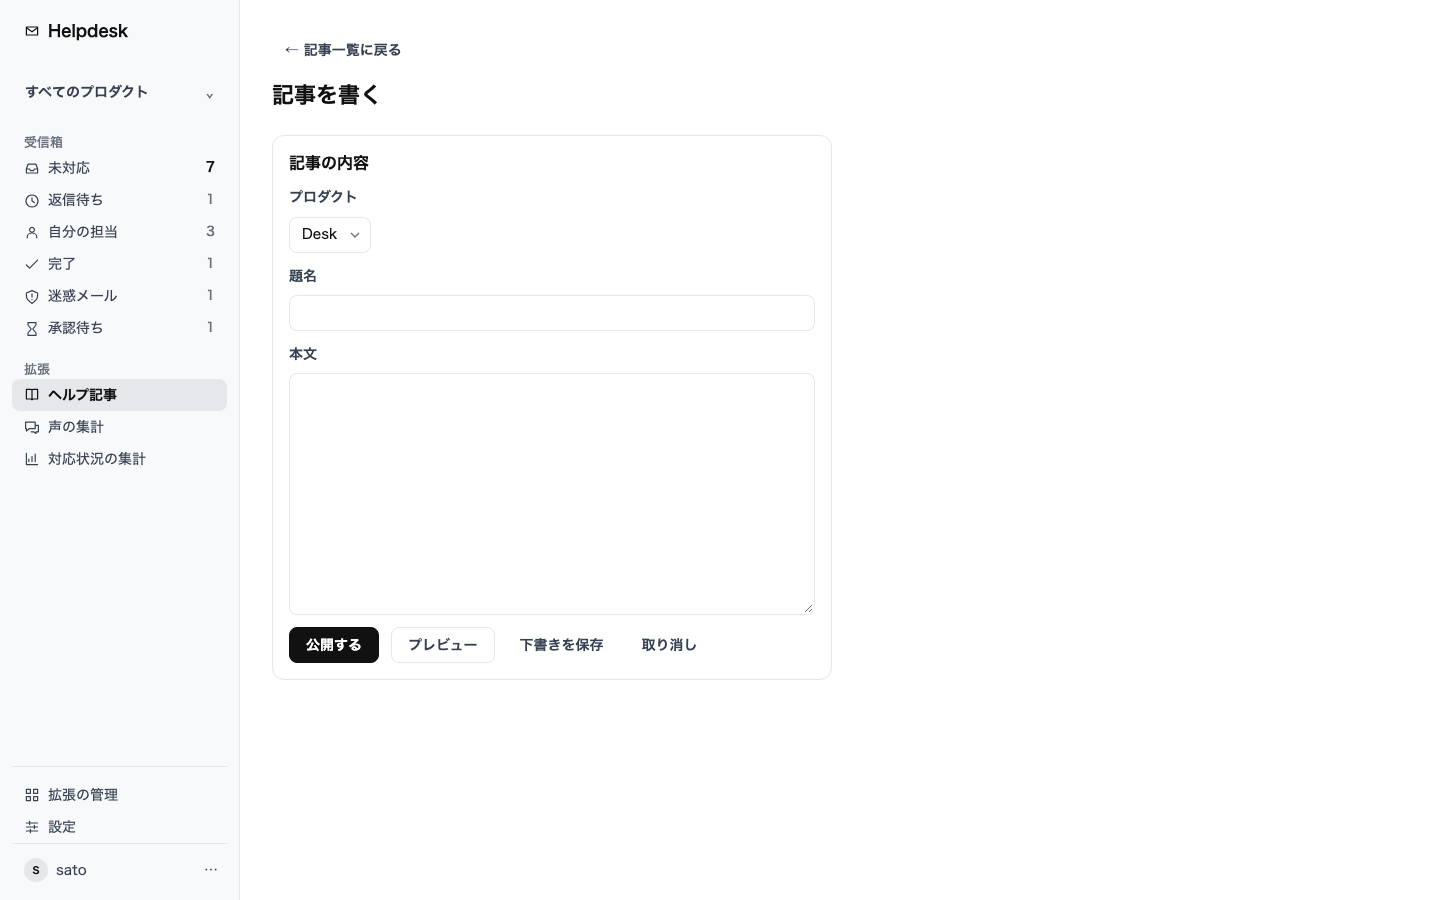 Helpdesk
すべてのプロダクト
受信箱
未対応 7
返信待ち 1
自分の担当 3
完了 1
迷惑メール 1
承認待ち 1
拡張
ヘルプ記事
声の集計
対応状況の集計
拡張の管理
設定
S sato ...
← 記事一覧に戻る
記事を書く
記事の内容
プロダクト
Desk
題名
本文
公開する プレビュー 下書きを保存 取り消し